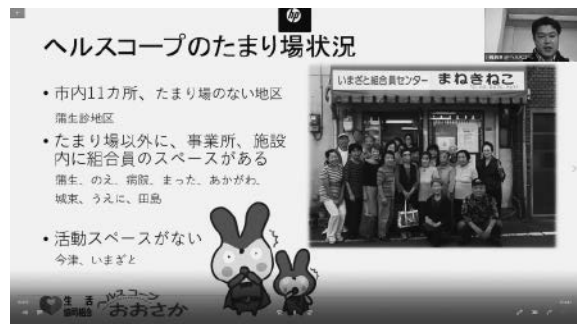 hp
ヘルスコープのたまり場状況
・市内11カ所、たまり場のない地区
蒲生診地区
・たまり場以外に、事業所、施設
内に組合員のスペースがある
蒲生、のえ、病院、まった、あかがわ、
城東、うえに、田島
・活動スペースがない
今津、いまざと
いまざと組合員センター まねきねこ
生活
協同組合
ヘルスコープ
おおさか